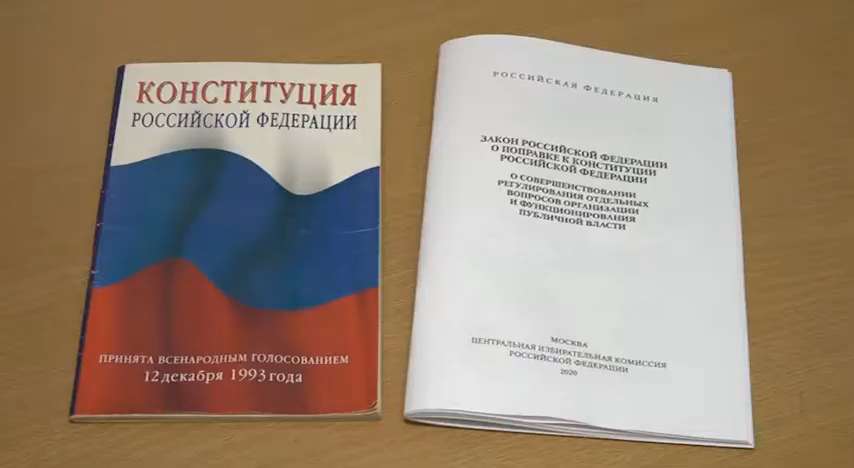 КОНСТИТУЦИЯ
РОССИЙСКОЙ ФЕДЕРАЦИИ
ПРИНЯТА ВСЕНАРОДНЫМ ГОЛОСОВАНИЕМ
12 декабря 1993 года
РОССИЙСКАЯ ФЕДЕРАЦИЯ
ЗАКОН РОССИЙСКОЙ ФЕДЕРАЦИИ
О ПОПРАВКЕ К КОНСТИТУЦИИ
РОССИЙСКОЙ ФЕДЕРАЦИИ
О СОВЕРШЕНСТВОВАНИИ
РЕГУЛИРОВАНИЯ ОТДЕЛЬНЫХ
ВОПРОСОВ ОРГАНИЗАЦИИ
И ФУНКЦИОНИРОВАНИЯ
ПУБЛИЧНОЙ ВЛАСТИ
МОСКВА
ЦЕНТРАЛЬНАЯ ИЗБИРАТЕЛЬНАЯ КОМИССИЯ
РОССИЙСКОЙ ФЕДЕРАЦИИ
2020